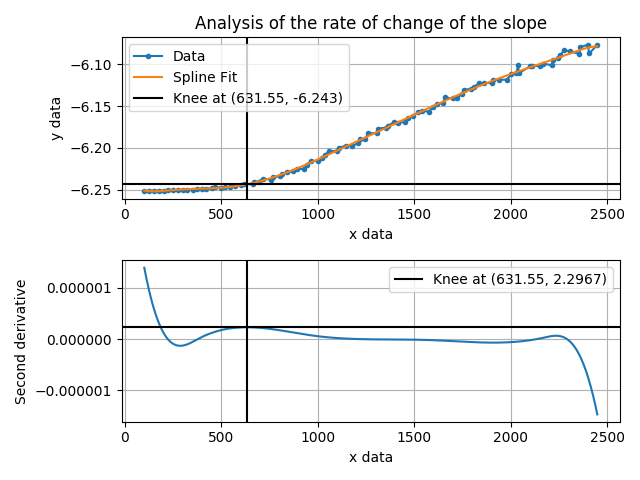 Analysis of the rate of change of the slope
Data
Spline Fit
Knee at (631.55, -6.243)
y data
−6.10
−6.15
−6.20
−6.25
0 500 1000 1500 2000 2500
x data
Knee at (631.55, 2.2967)
Second derivative
0.000001
0.000000
−0.000001
0 500 1000 1500 2000 2500
x data